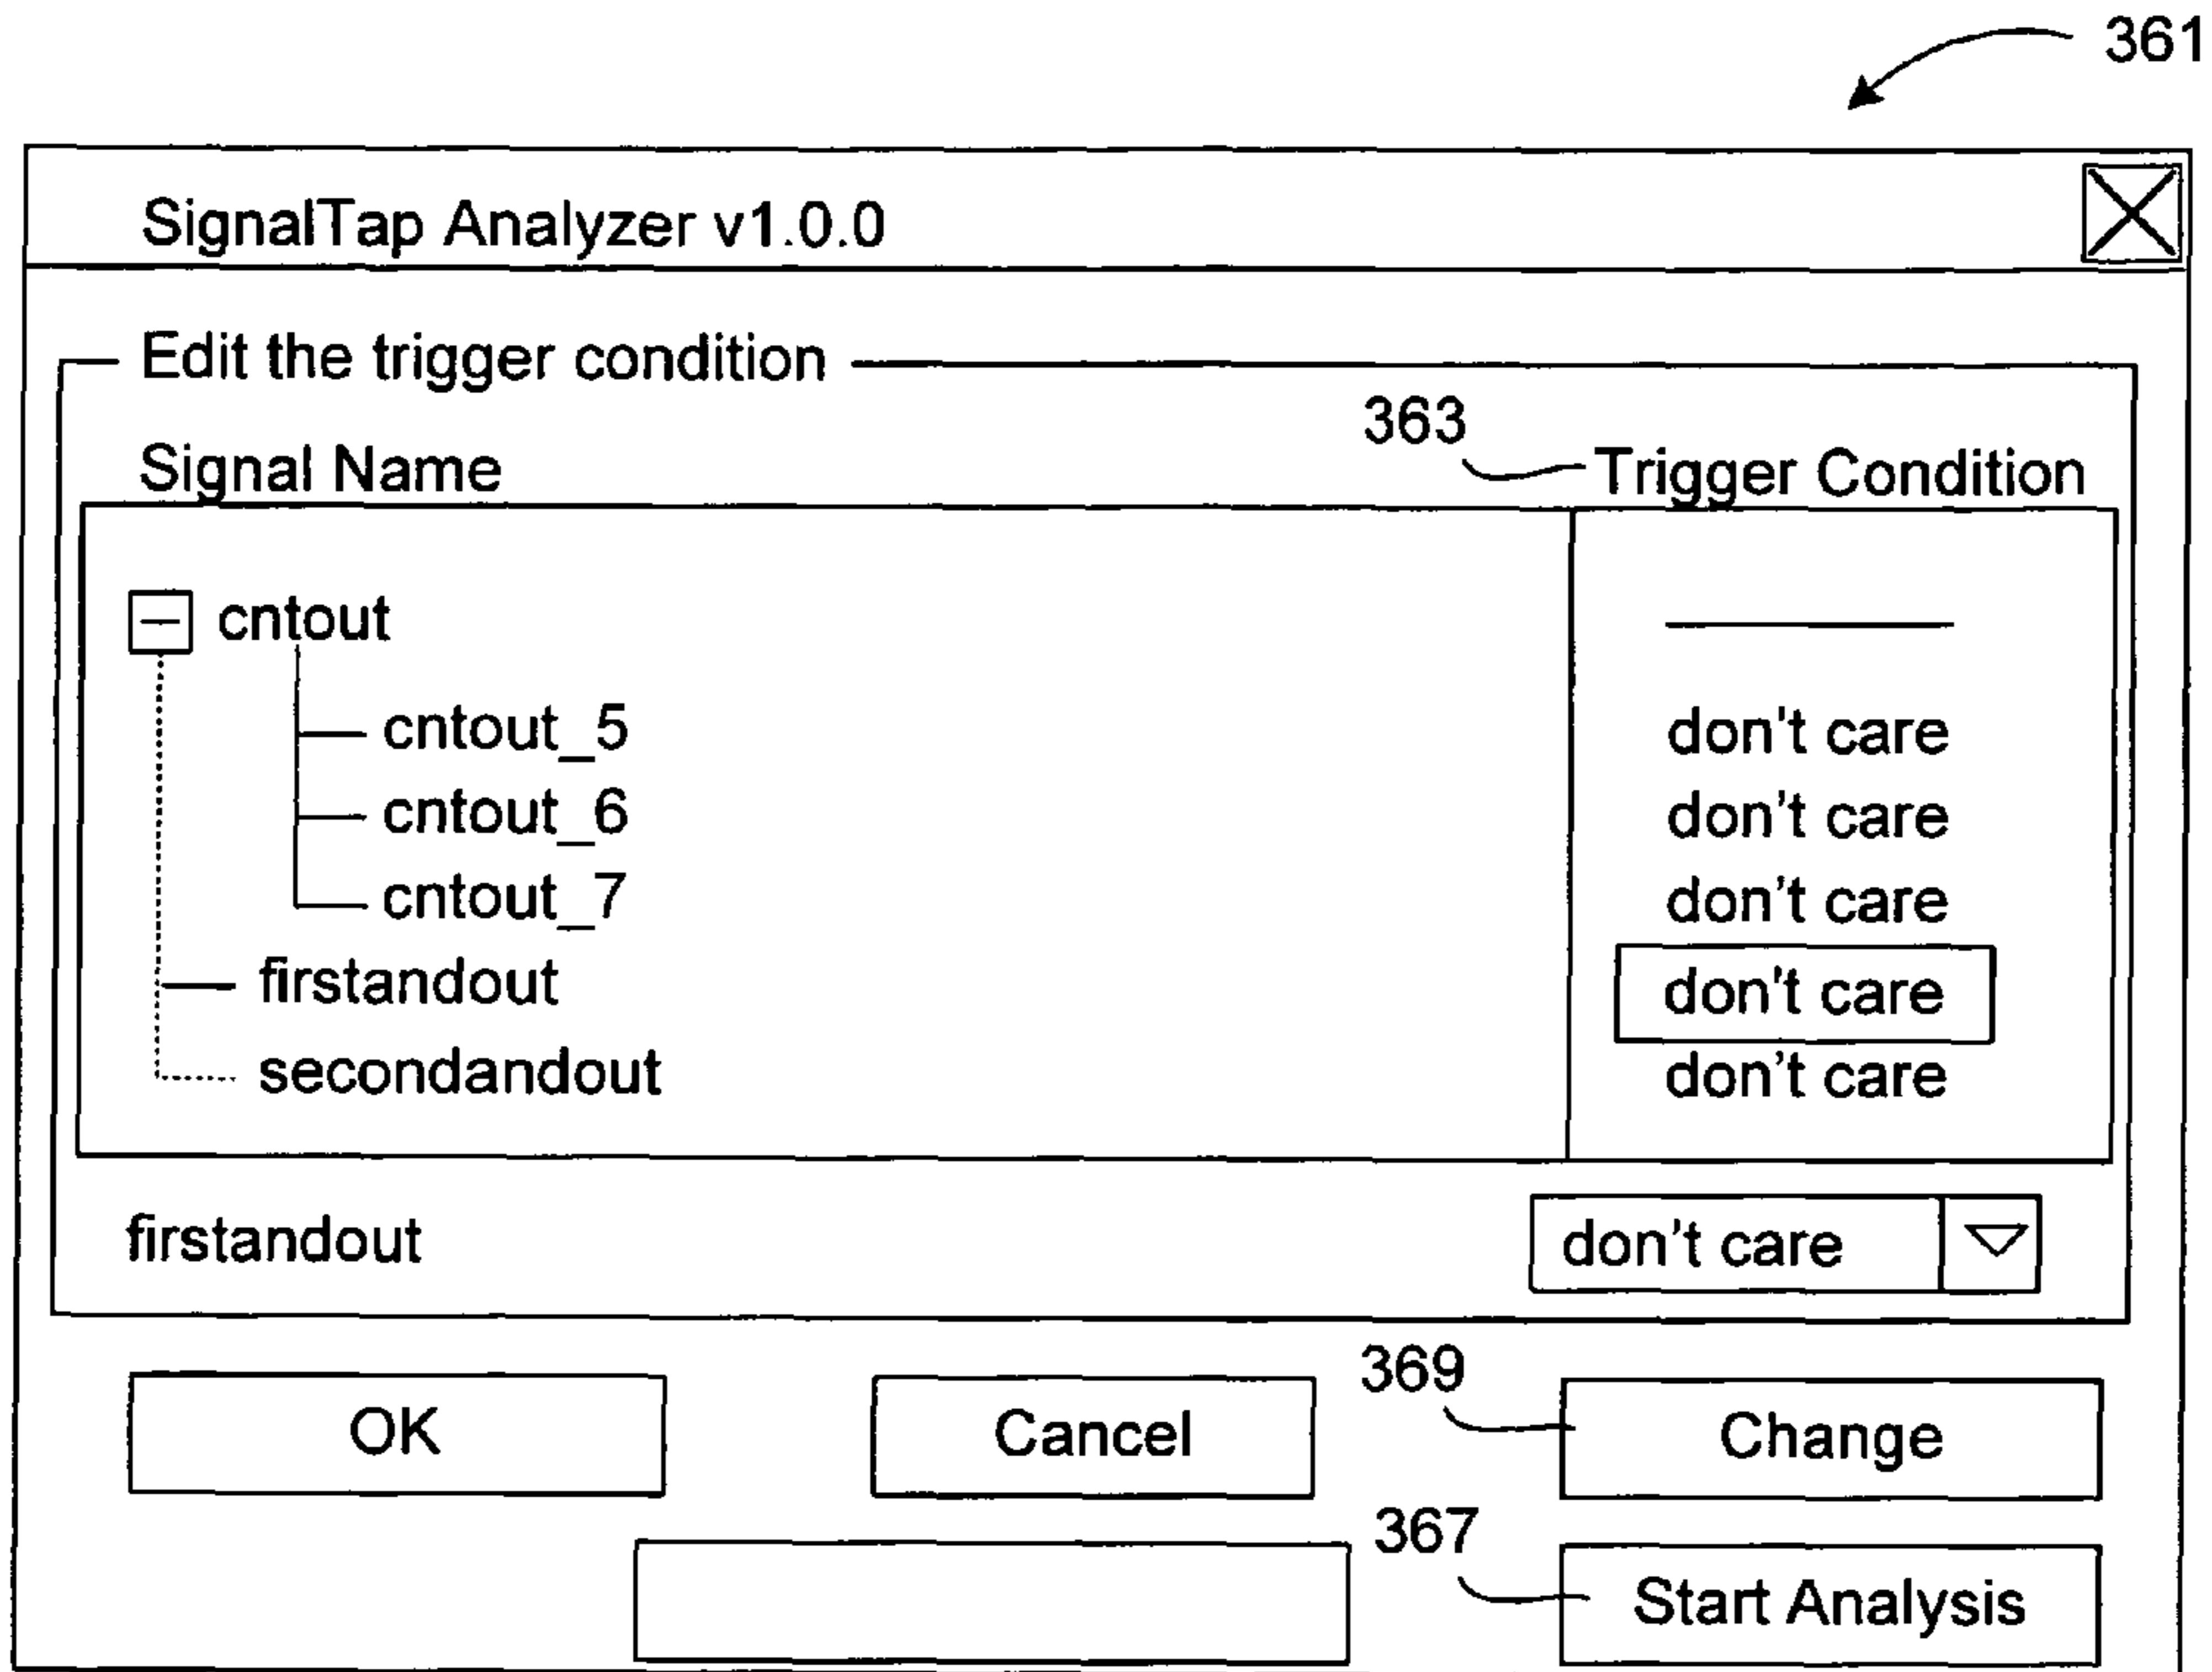 361
SignalTap Analyzer v1.0.0
Edit the trigger condition
363
Signal Name Trigger Condition
cntout
cntout_5 don't care
cntout_6 don't care
cntout_7 don't care
firstandout don't care
secondandout don't care
firstandout don't care
369
OK Cancel Change
367
Start Analysis